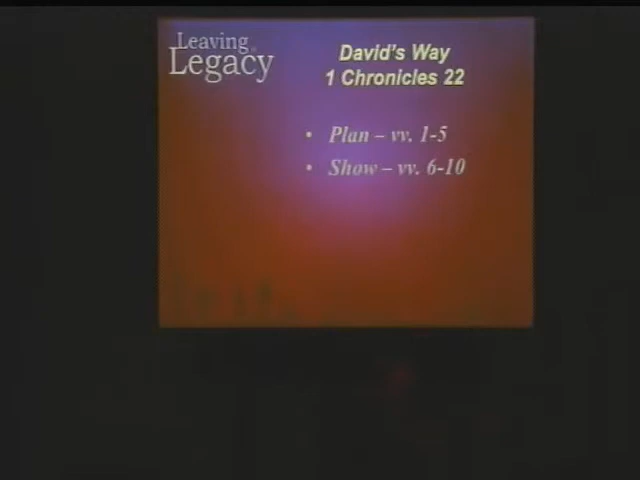 Leaving a
Legacy
David's Way
1 Chronicles 22
• Plan – vv. 1-5
• Show – vv. 6-10